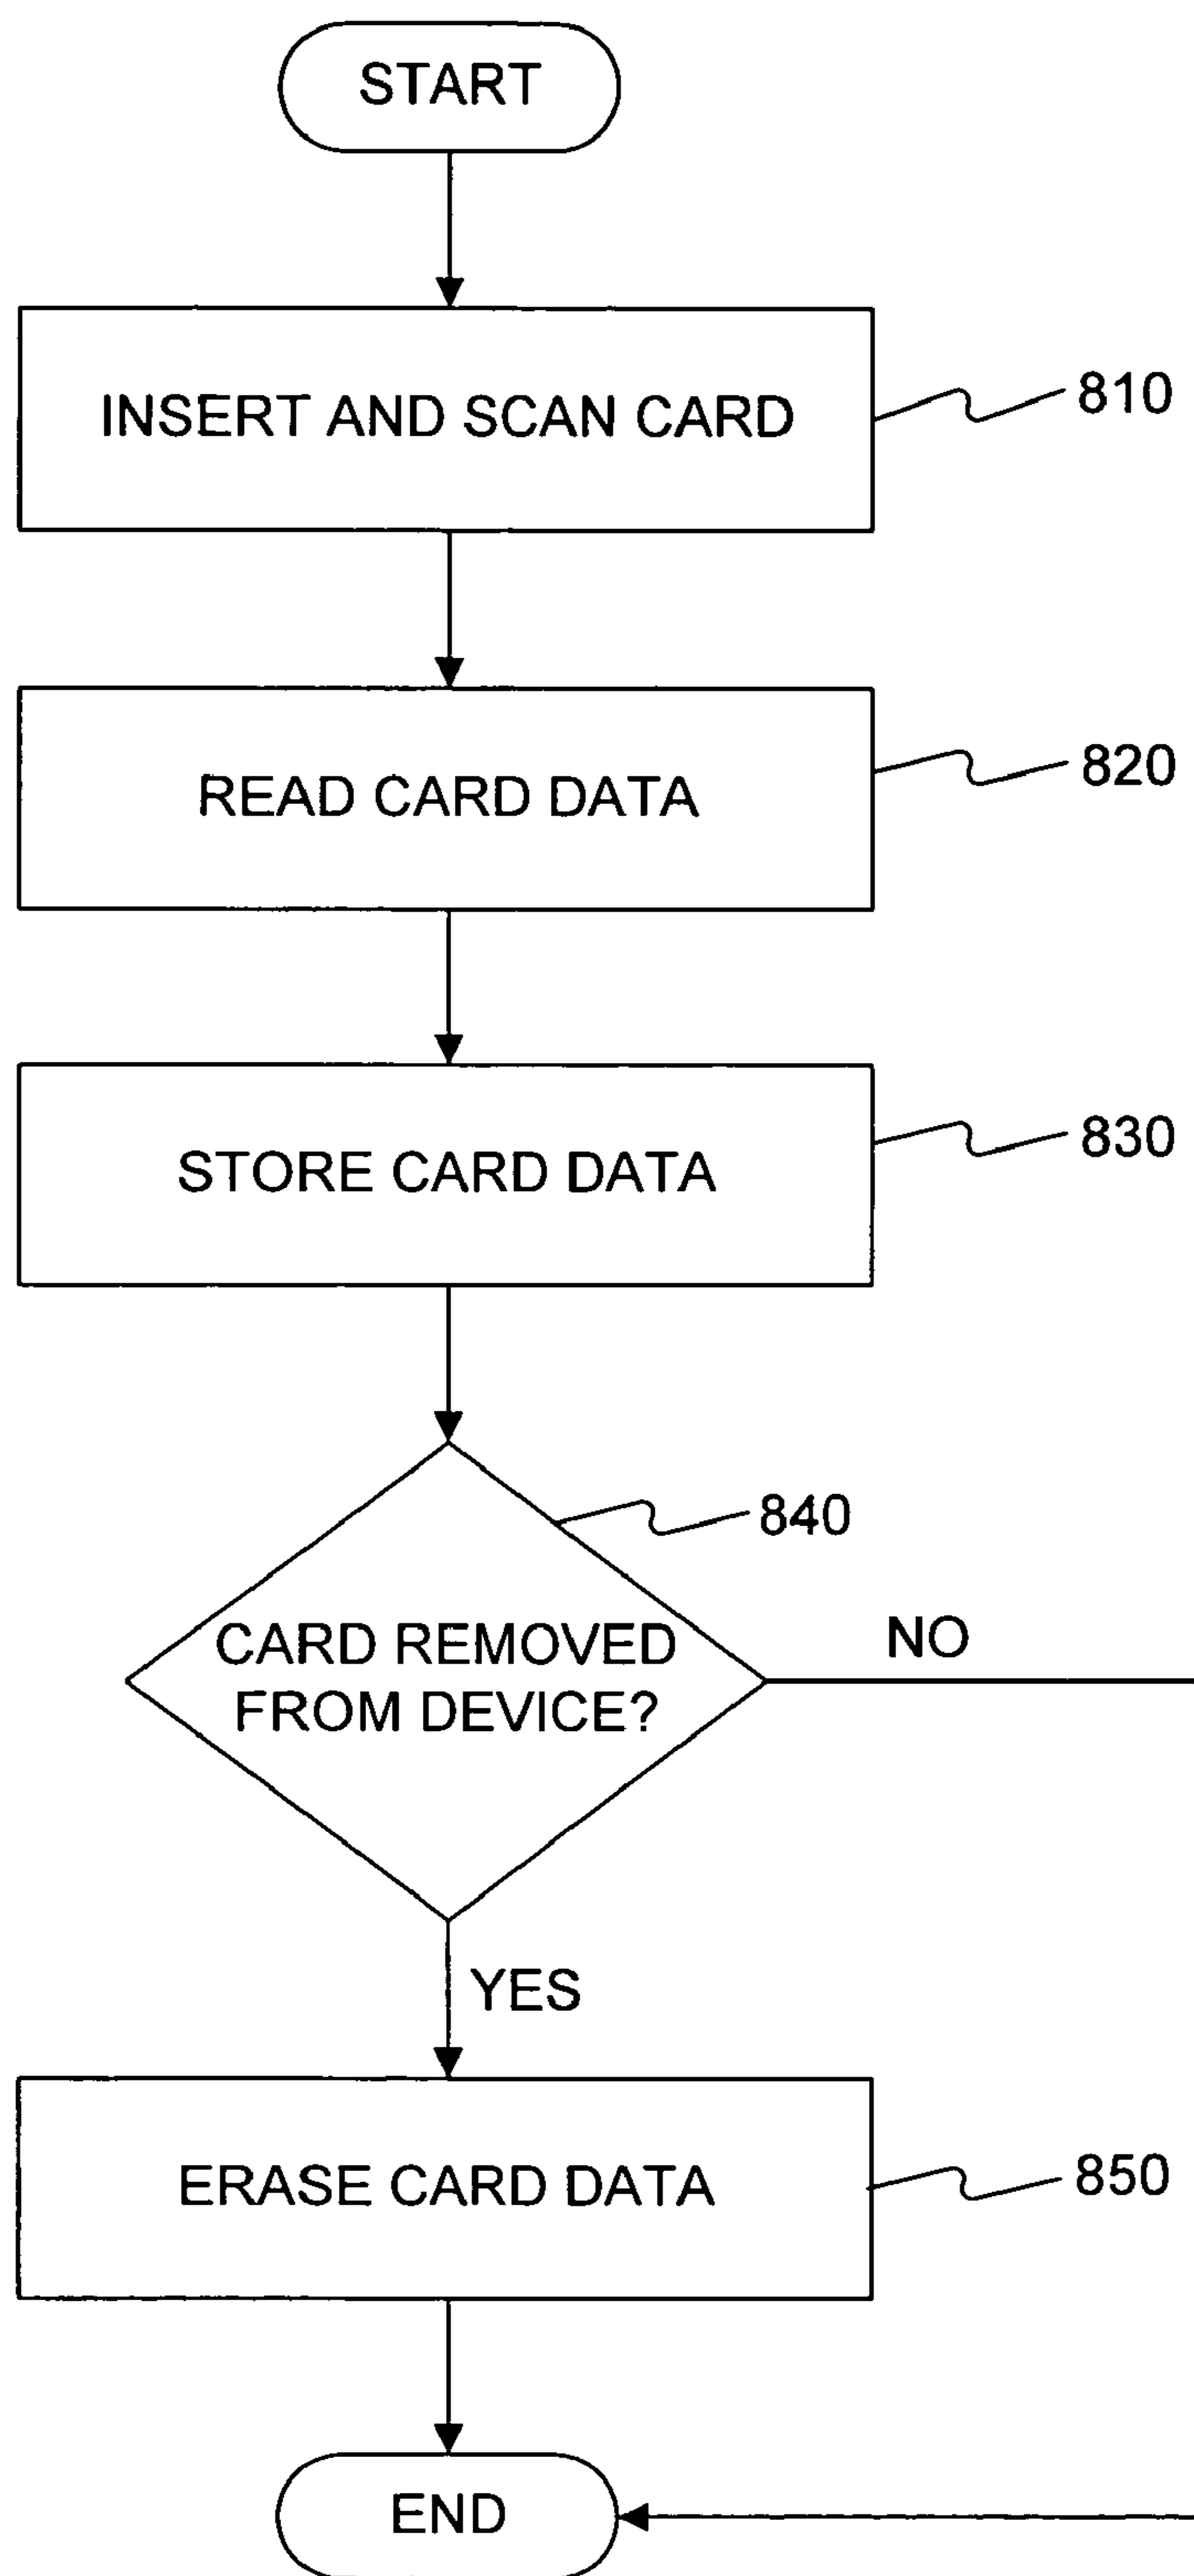 START
INSERT AND SCAN CARD
810
READ CARD DATA
820
STORE CARD DATA
830
840
CARD REMOVED
FROM DEVICE?
NO
YES
ERASE CARD DATA
850
END